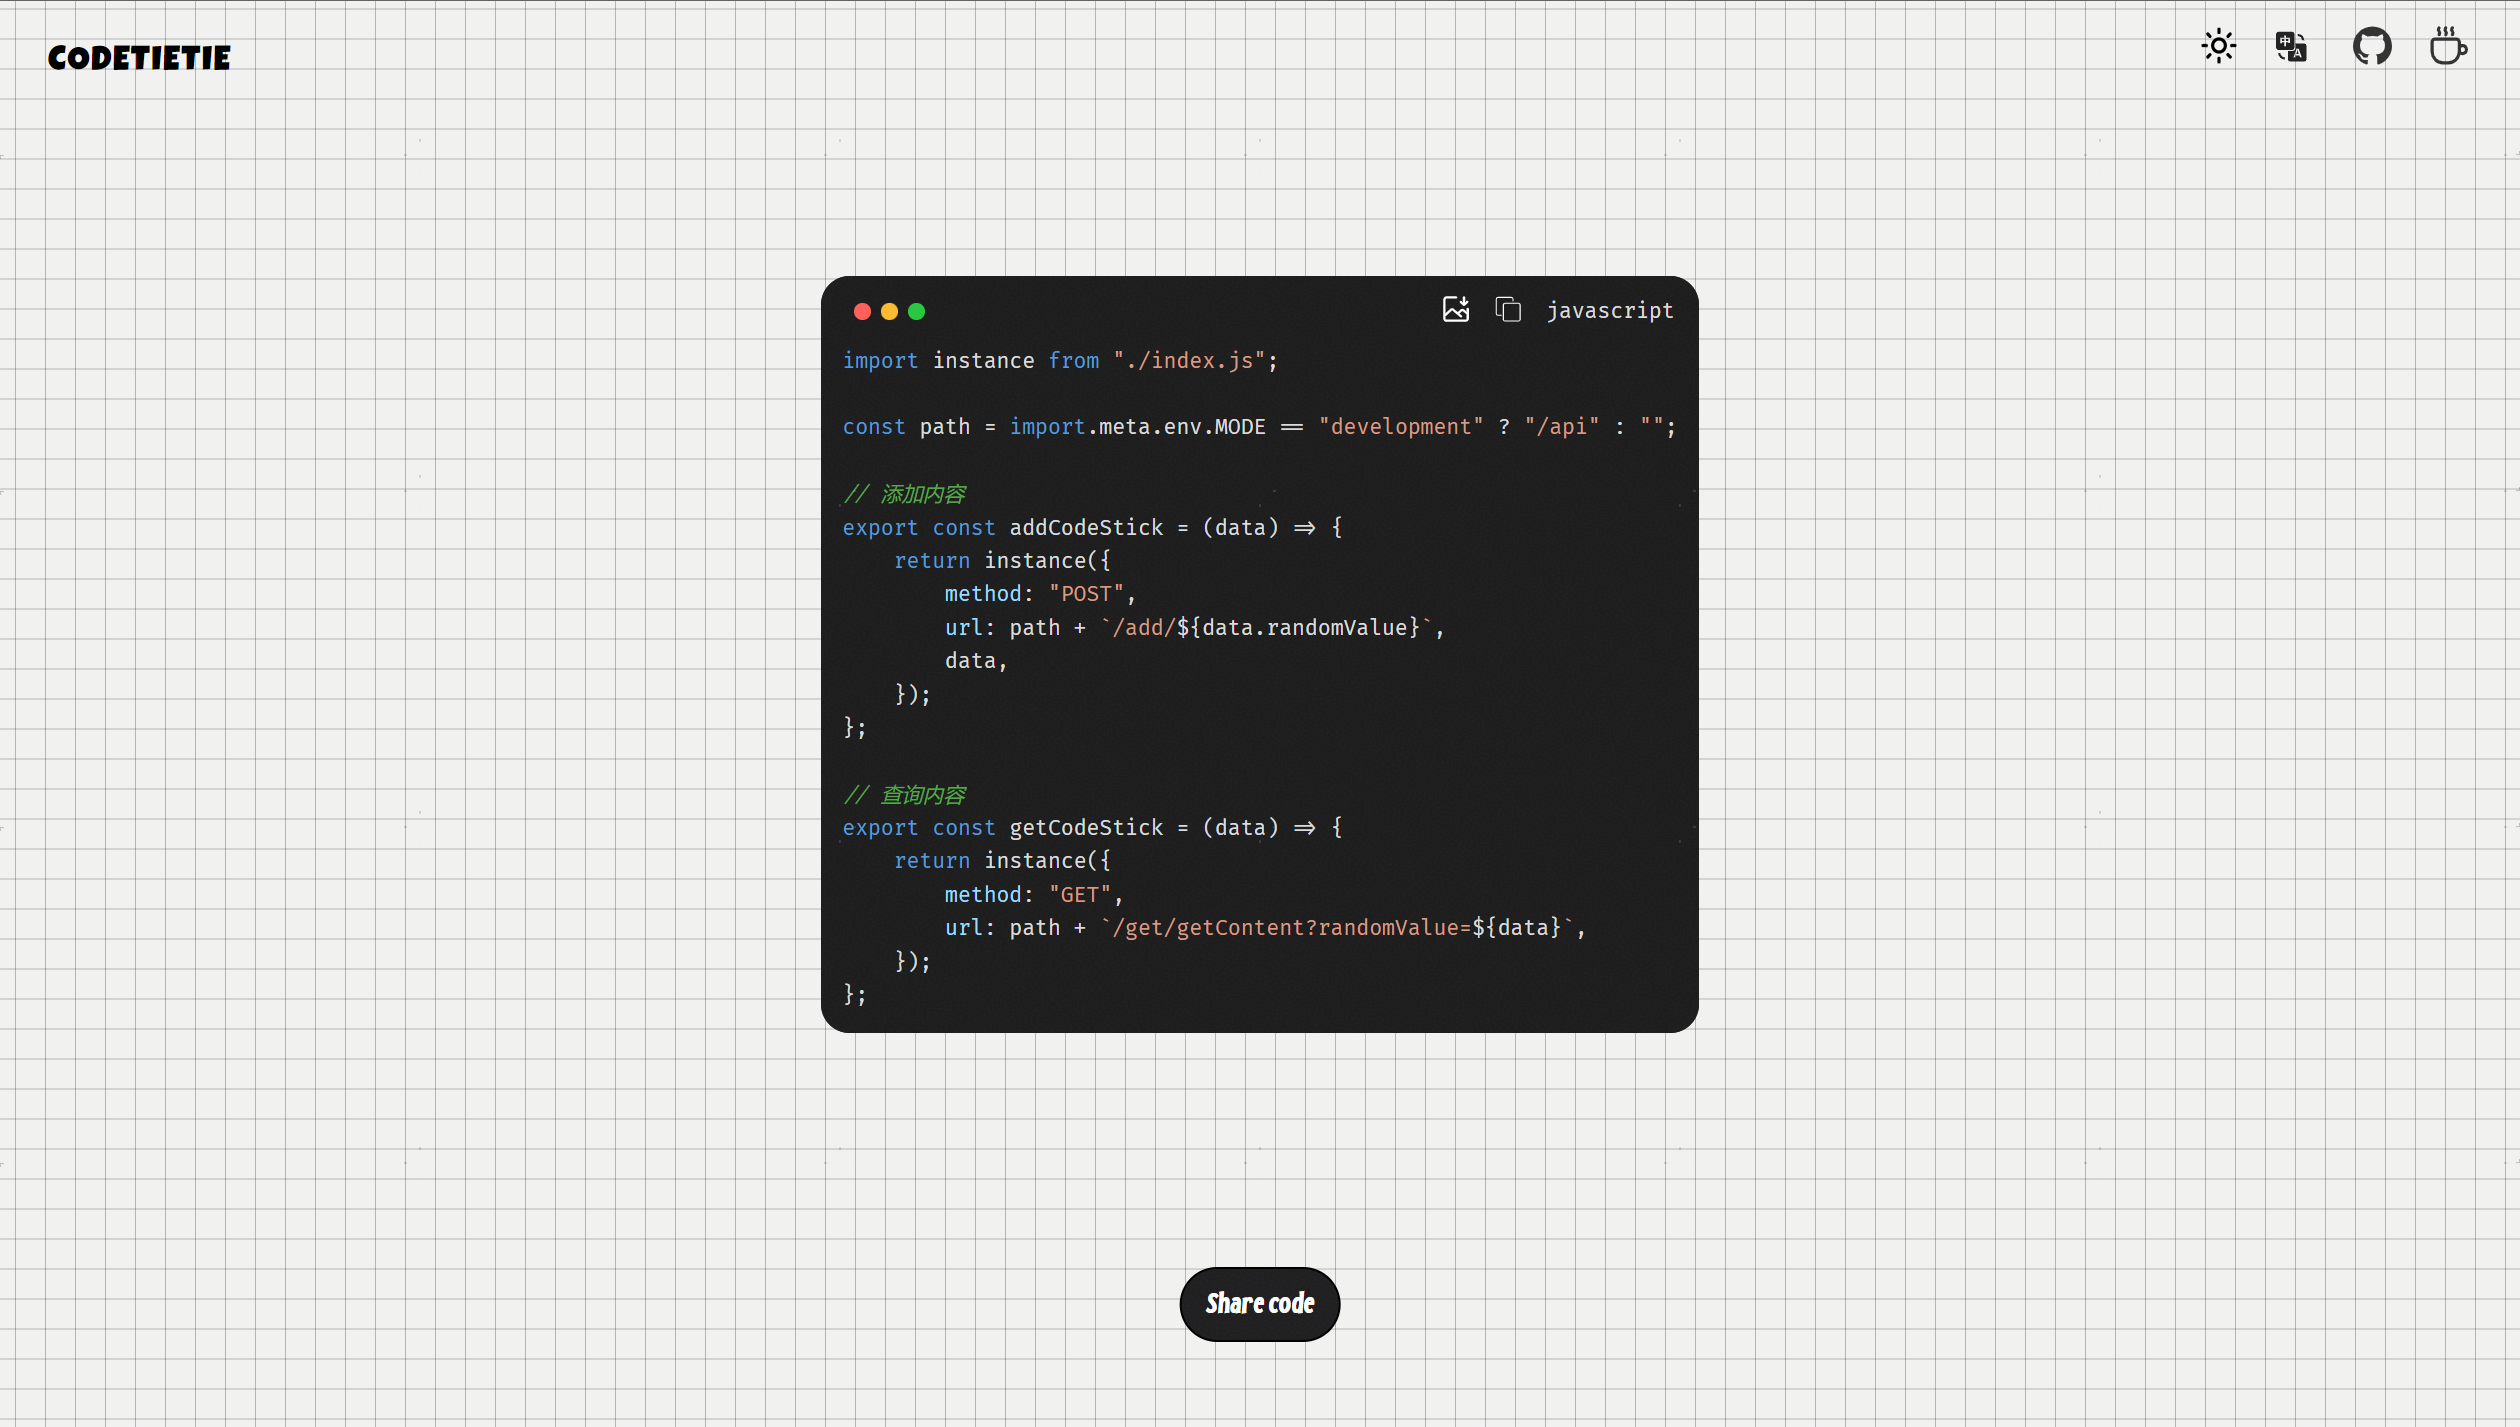 CODETIETIE
javascript
import instance from "./index.js";
const path = import.meta.env.MODE == "development" ? "/api" : "";
// 添加内容
export const addCodeStick = (data) => {
    return instance({
        method: "POST",
        url: path + `/add/${data.randomValue}`,
        data,
    });
};
// 查询内容
export const getCodeStick = (data) => {
    return instance({
        method: "GET",
        url: path + `/get/getContent?randomValue=${data}`,
    });
};
Share code